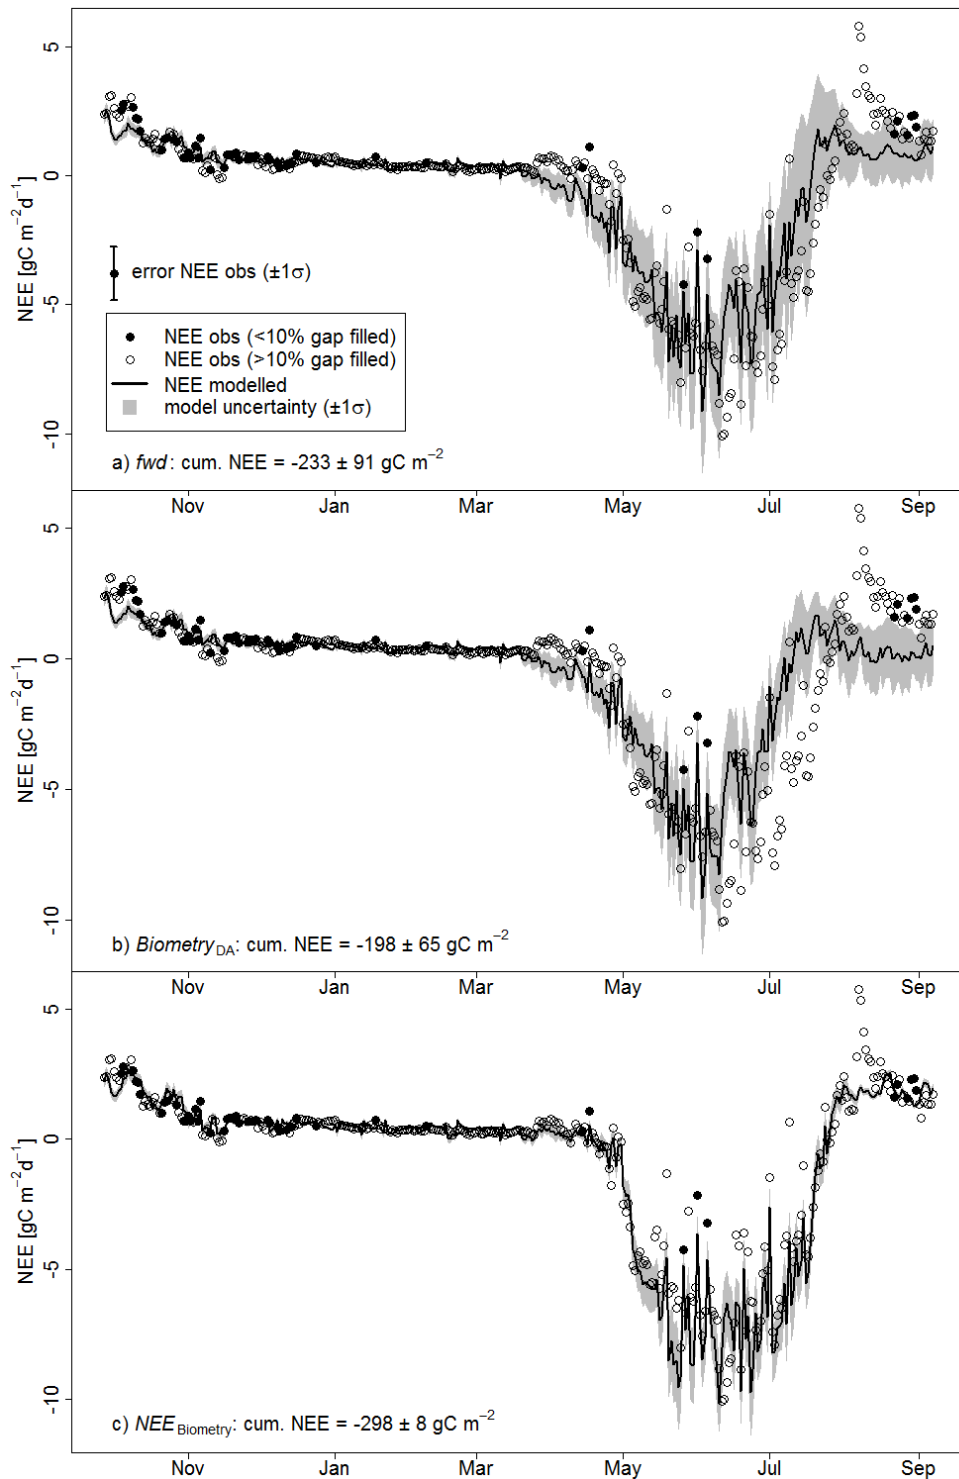 5
0
-5
-10
NEE [gC m⁻²d⁻¹]
error NEE obs (±1σ)
NEE obs (<10% gap filled)
NEE obs (>10% gap filled)
NEE modelled
model uncertainty (±1σ)
a) fwd: cum. NEE = -233 ± 91 gC m⁻²
Nov Jan Mar May Jul Sep
5
0
-5
-10
NEE [gC m⁻²d⁻¹]
b) Biometry_DA: cum. NEE = -198 ± 65 gC m⁻²
Nov Jan Mar May Jul Sep
5
0
-5
-10
NEE [gC m⁻²d⁻¹]
c) NEE_Biometry: cum. NEE = -298 ± 8 gC m⁻²
Nov Jan Mar May Jul Sep